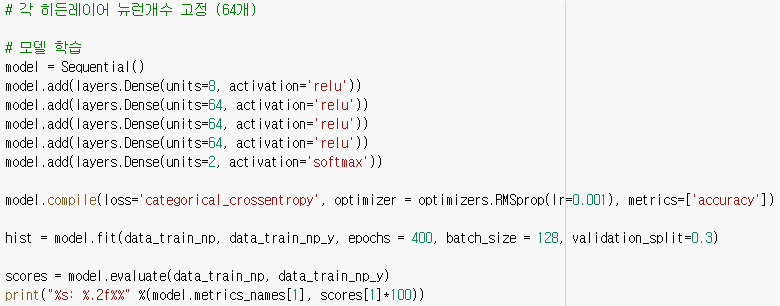 # 각 히든레이어 뉴런개수 고정 (64개)
# 모델 학습
model = Sequential()
model.add(layers.Dense(units=8, activation='relu'))
model.add(layers.Dense(units=64, activation='relu'))
model.add(layers.Dense(units=64, activation='relu'))
model.add(layers.Dense(units=64, activation='relu'))
model.add(layers.Dense(units=2, activation='softmax'))
model.compile(loss='categorical_crossentropy', optimizer = optimizers.RMSprop(lr=0.001), metrics=['accuracy'])
hist = model.fit(data_train_np, data_train_np_y, epochs = 400, batch_size = 128, validation_split=0.3)
scores = model.evaluate(data_train_np, data_train_np_y)
print("%s: %.2f%%" %(model.metrics_names[1], scores[1]*100))